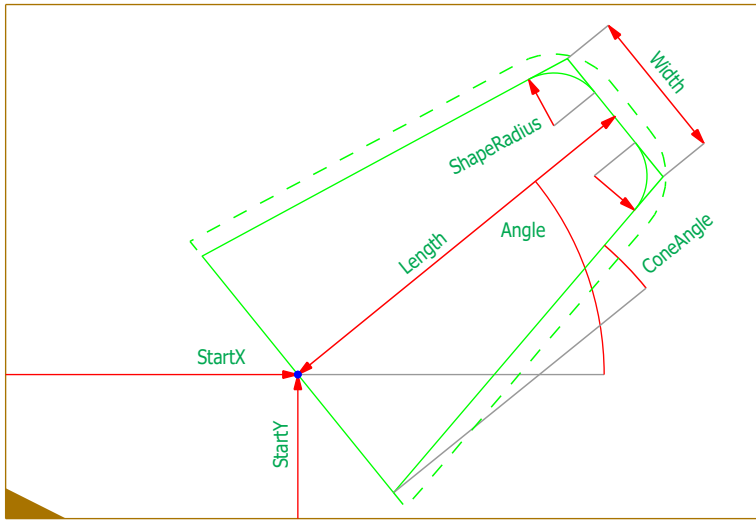 Width
ShapeRadius
Length
Angle
ConeAngle
StartX
StartY